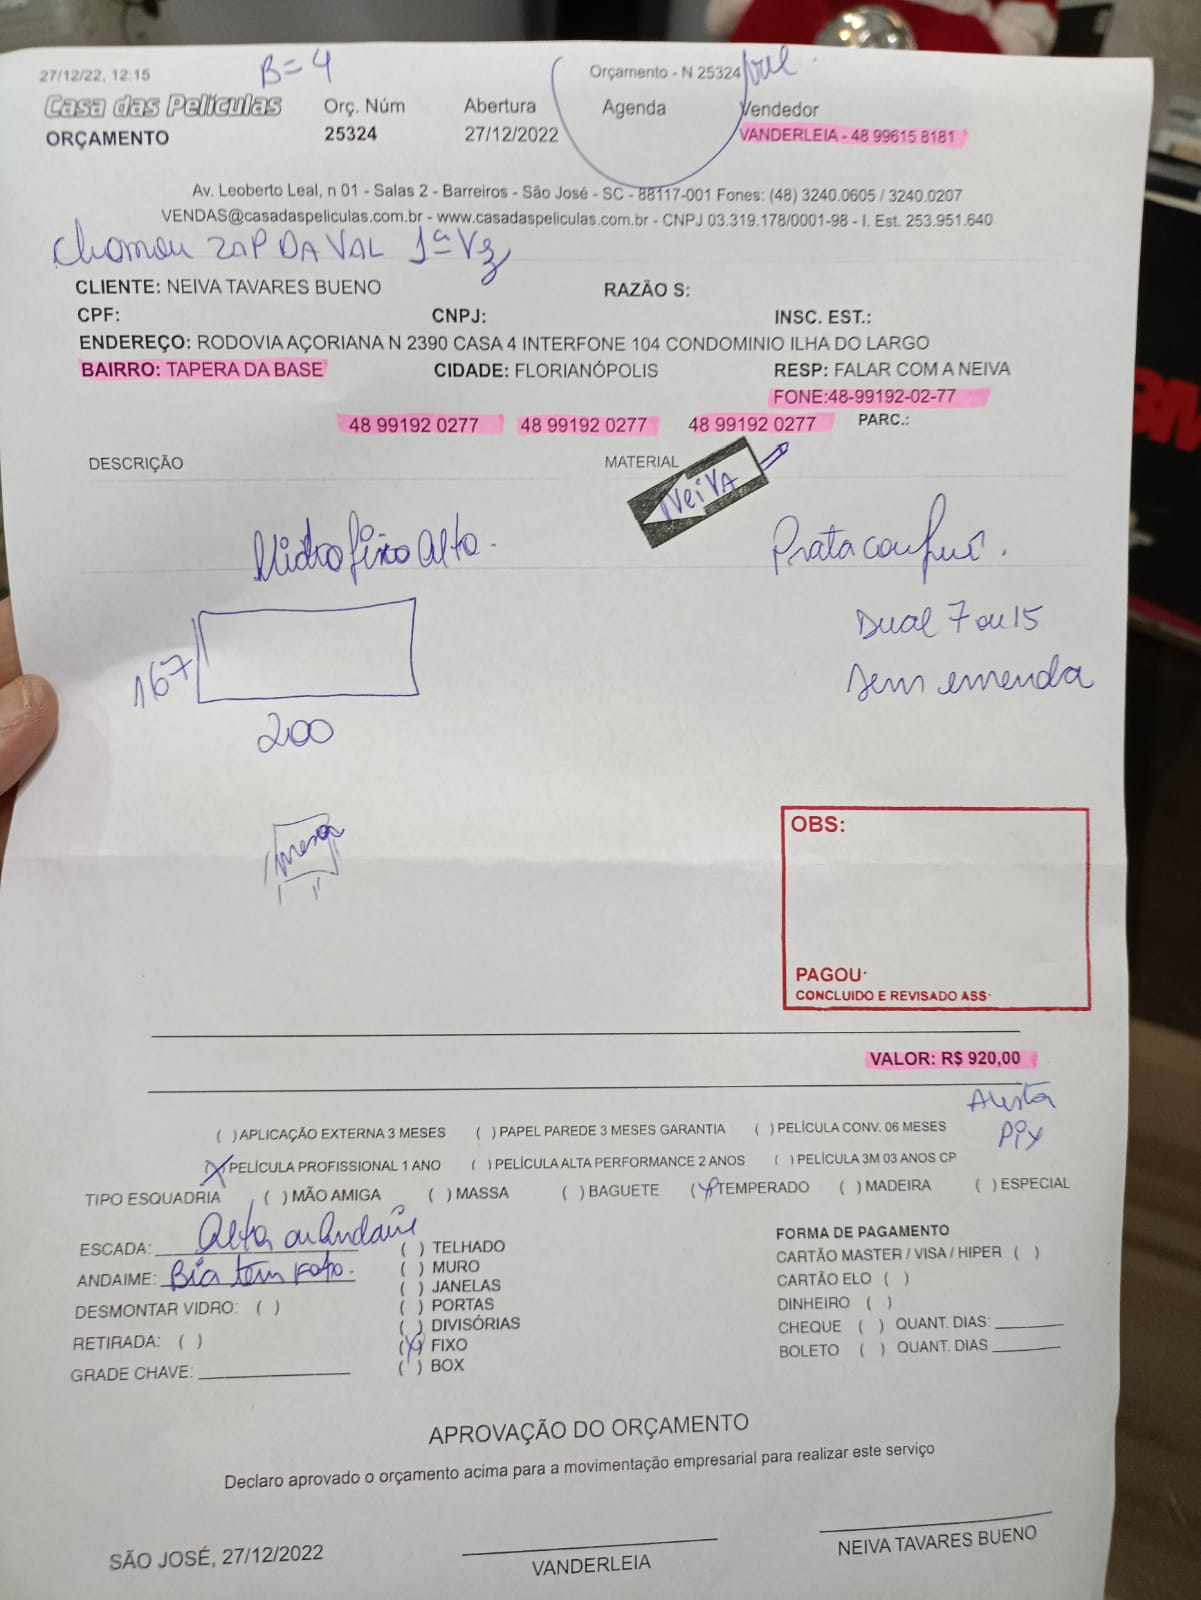 27/12/22, 12:15
B=4
Orçamento - N 25324
Val
Casa das Películas
Orç. Núm
Abertura
Agenda
Vendedor
ORÇAMENTO
25324
27/12/2022
VANDERLEIA - 48 99615 8181
Av. Leoberto Leal, n 01 - Salas 2 - Barreiros - São José - SC - 88117-001 Fones: (48) 3240.0605 / 3240.0207
VENDAS@casadaspeliculas.com.br - www.casadaspeliculas.com.br - CNPJ 03.319.178/0001-98 - I. Est. 253.951.640
Chamou ZAP DA VAL 1ª Vz
CLIENTE: NEIVA TAVARES BUENO
RAZÃO S:
CPF:
CNPJ:
INSC. EST.:
ENDEREÇO: RODOVIA AÇORIANA N 2390 CASA 4 INTERFONE 104 CONDOMINIO ILHA DO LARGO
BAIRRO: TAPERA DA BASE
CIDADE: FLORIANÓPOLIS
RESP: FALAR COM A NEIVA
FONE:48-99192-02-77
48 99192 0277
48 99192 0277
48 99192 0277
PARC.:
DESCRIÇÃO
MATERIAL
NeiVA
Vidro fixo alto.
Prata
Dual 7 ou 15
Sem emenda
167
200
mesa
OBS:
PAGOU:
CONCLUIDO E REVISADO ASS:
VALOR: R$ 920,00
Avista
Pix
( )APLICAÇÃO EXTERNA 3 MESES
( )PAPEL PAREDE 3 MESES GARANTIA
( )PELÍCULA CONV. 06 MESES
(X)PELÍCULA PROFISSIONAL 1 ANO
( )PELÍCULA ALTA PERFORMANCE 2 ANOS
( )PELÍCULA 3M 03 ANOS CP
TIPO ESQUADRIA
( )MÃO AMIGA
( )MASSA
( )BAGUETE
(X)TEMPERADO
( )MADEIRA
( )ESPECIAL
ESCADA: Alta ou Andaime
ANDAIME: Bia tem
DESMONTAR VIDRO: ( )
RETIRADA: ( )
GRADE CHAVE:
( ) TELHADO
( ) MURO
( ) JANELAS
( ) PORTAS
( ) DIVISÓRIAS
(X) FIXO
( ) BOX
FORMA DE PAGAMENTO
CARTÃO MASTER / VISA / HIPER ( )
CARTÃO ELO ( )
DINHEIRO ( )
CHEQUE ( ) QUANT. DIAS:
BOLETO ( ) QUANT. DIAS
APROVAÇÃO DO ORÇAMENTO
Declaro aprovado o orçamento acima para a movimentação empresarial para realizar este serviço
SÃO JOSÉ, 27/12/2022
VANDERLEIA
NEIVA TAVARES BUENO